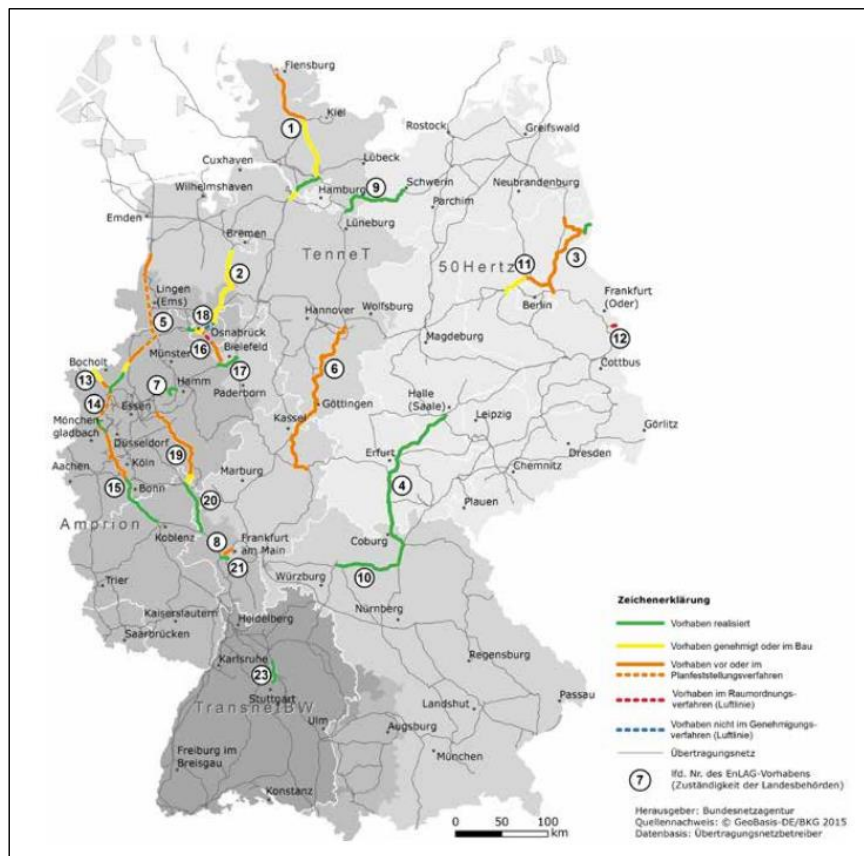 Flensburg
Kiel
1
Rostock
Greifswald
Cuxhaven
Lübeck
Wilhelmshaven
Hamburg
9
Schwerin
Neubrandenburg
Emden
Parchim
Lüneburg
Bremen
TenneT
3
2
50Hertz
11
Lingen
(Ems)
18
Frankfurt
(Oder)
Hannover
Wolfsburg
Berlin
5
Osnabrück
12
16
Bielefeld
Magdeburg
Münster
6
Cottbus
Bocholt
17
13
7
Hamm
Paderborn
Halle
(Saale)
14
Göttingen
Essen
Kassel
Leipzig
Mönchen
gladbach
Görlitz
Düsseldorf
Erfurt
Dresden
19
Aachen
Köln
Marburg
Chemnitz
15
Bonn
20
4
Plauen
Amprion
Koblenz
8
Frankfurt
am Main
Coburg
21
10
Trier
Würzburg
Nürnberg
Kaiserslautern
Heidelberg
Saarbrücken
Regensburg
Karlsruhe
23
Stuttgart
Passau
TransnetBW
Landshut
Ulm
Augsburg
Freiburg im
Breisgau
München
Konstanz
0
50
100
km
Zeichenerklärung
Vorhaben realisiert
Vorhaben genehmigt oder im Bau
Vorhaben vor oder im
Planfeststellungsverfahren
Vorhaben im Raumordnungs-
verfahren (Luftlinie)
Vorhaben nicht im Genehmigungs-
verfahren (Luftlinie)
Übertragungsnetz
7
lfd. Nr. des EnLAG-Vorhabens
(Zuständigkeit der Landesbehörden)
Herausgeber: Bundesnetzagentur
Quellennachweis: © GeoBasis-DE/BKG 2015
Datenbasis: Übertragungsnetzbetreiber